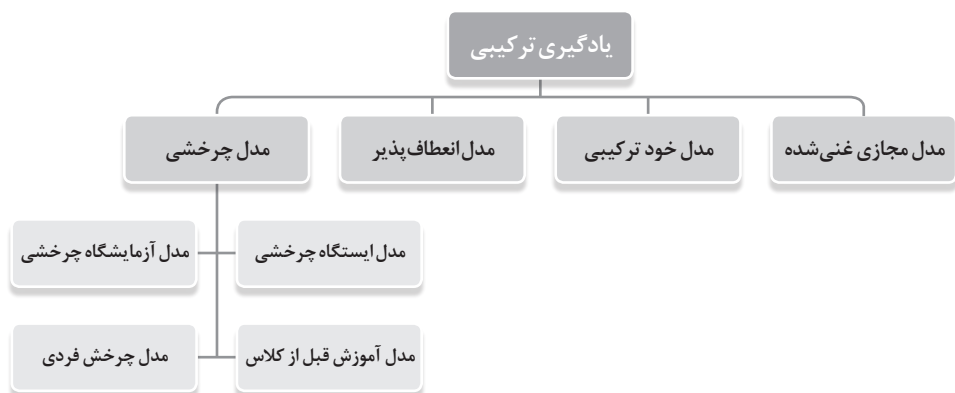 یادگیری ترکیبی
مدل مجازی غنی‌شده
مدل خود ترکیبی
مدل انعطاف‌پذیر
مدل چرخشی
مدل ایستگاه چرخشی
مدل آزمایشگاه چرخشی
مدل آموزش قبل از کلاس
مدل چرخش فردی